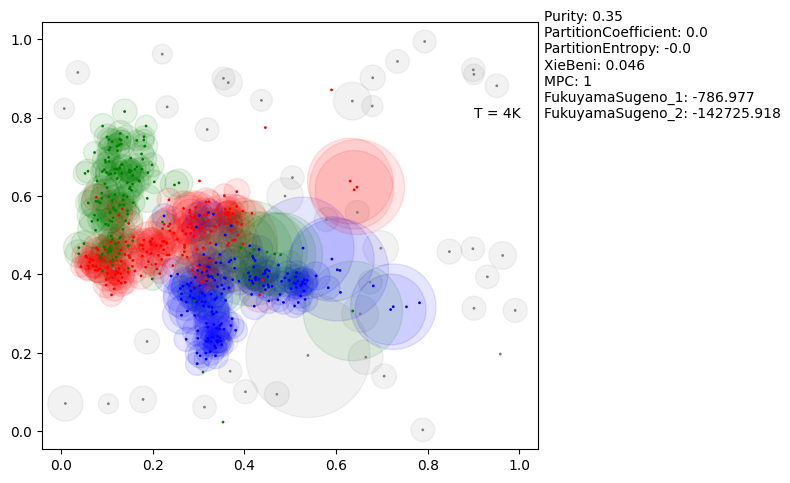 Purity: 0.35
PartitionCoefficient: 0.0
PartitionEntropy: -0.0
XieBeni: 0.046
MPC: 1
FukuyamaSugeno_1: -786.977
FukuyamaSugeno_2: -142725.918
T = 4K
1.0
0.8
0.6
0.4
0.2
0.0
0.0 0.2 0.4 0.6 0.8 1.0